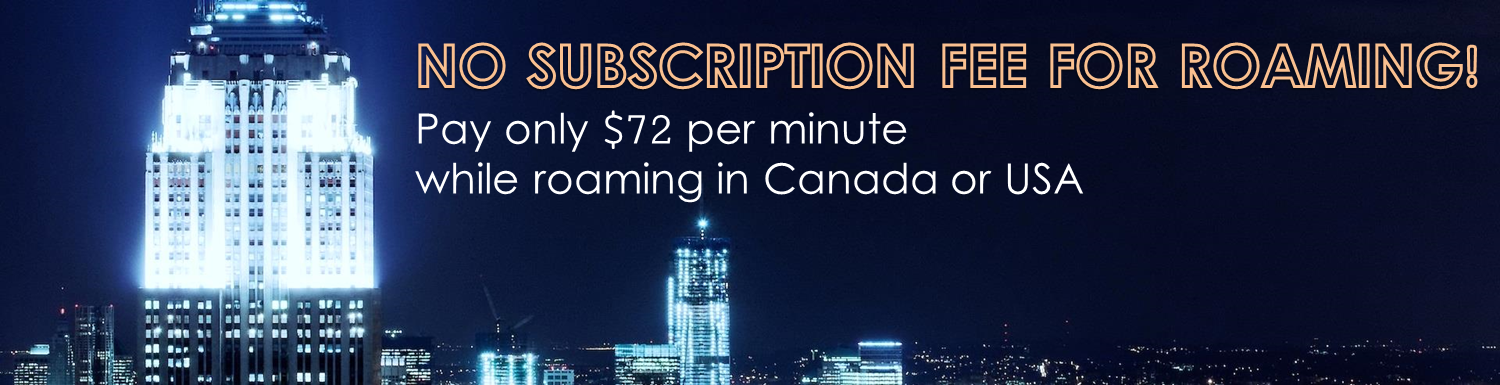 NO SUBSCRIPTION FEE FOR ROAMING!
Pay only $72 per minute
while roaming in Canada or USA